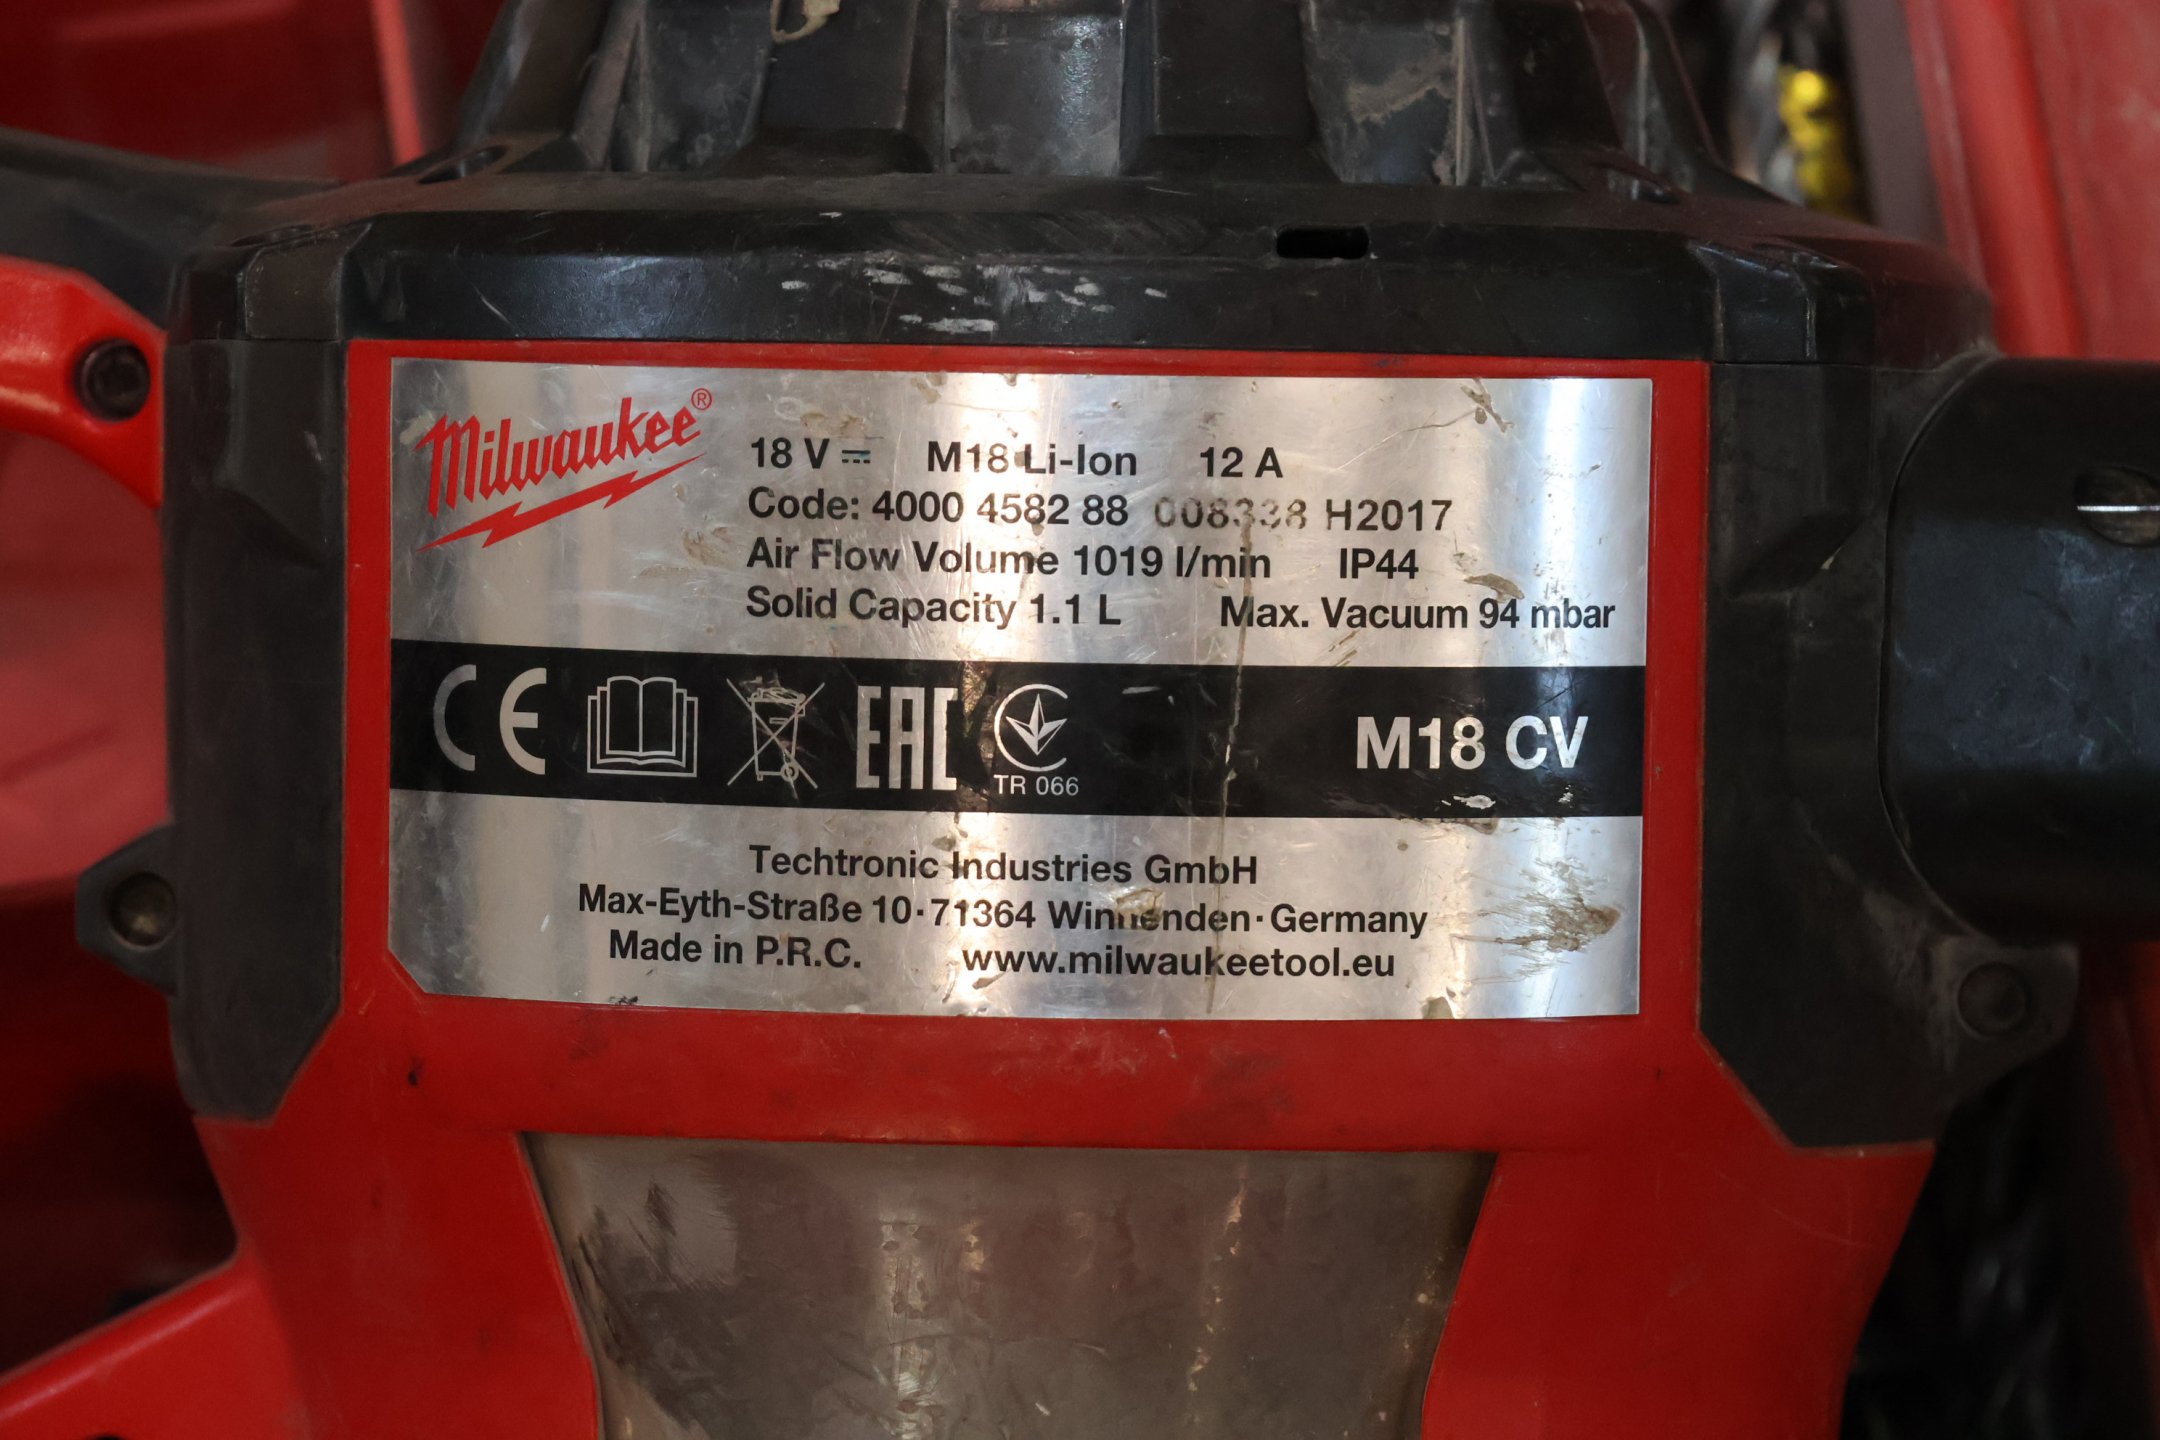 Milwaukee®
18 V M18 Li-Ion 12 A
Code: 4000 4582 88 008338 H2017
Air Flow Volume 1019 l/min IP44
Solid Capacity 1.1 L Max. Vacuum 94 mbar
CE EAC M18 CV
TR 066
Techtronic Industries GmbH
Max-Eyth-Straße 10·71364 Winnenden·Germany
Made in P.R.C. www.milwaukeetool.eu